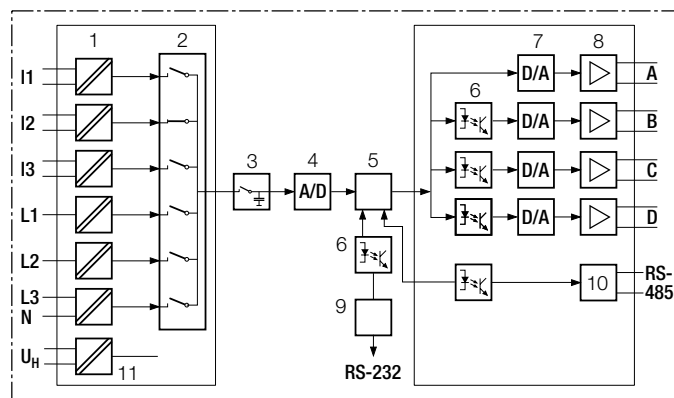 1 2 7 8
I1 D/A A
6
I2 D/A B
I3 3 4 5 D/A C
A/D
L1 D/A D
6
L2
L3 9 10 RS-
N 485
U_H 11 RS-232